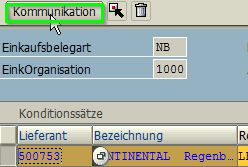 Kommunikation
Einkaufsbelegart NB
EinkOrganisation 1000
Konditionssätze
Lieferant Bezeichnung
500753 NTINENTAL Regenb